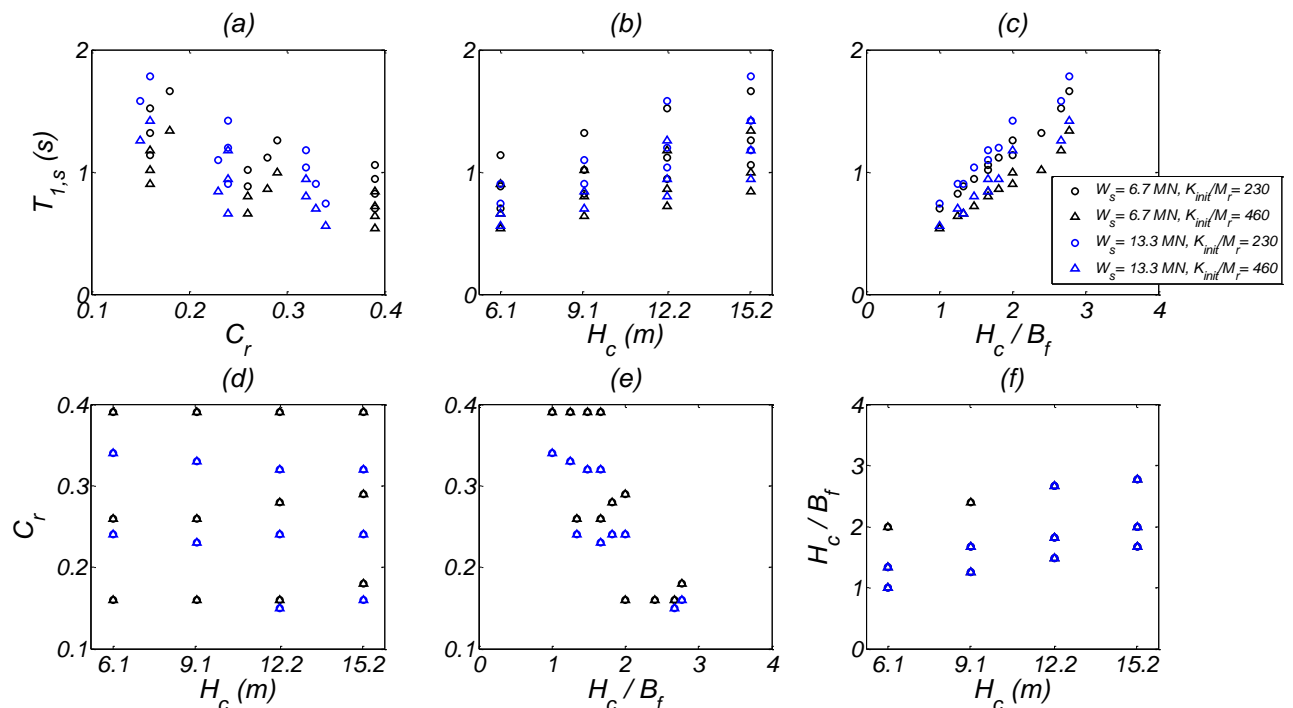 (a)
2
1
0
0.1 0.2 0.3 0.4
T1,s (s)
Cr
(b)
2
1
0
6.1 9.1 12.2 15.2
Hc (m)
(c)
2
1
0
0 1 2 3 4
Hc / Bf
Ws= 6.7 MN, Kinit/Mr= 230
Ws= 6.7 MN, Kinit/Mr= 460
Ws= 13.3 MN, Kinit/Mr= 230
Ws= 13.3 MN, Kinit/Mr= 460
(d)
0.4
0.3
0.2
0.1
6.1 9.1 12.2 15.2
Cr
Hc (m)
(e)
0.4
0.3
0.2
0.1
0 1 2 3 4
Hc / Bf
(f)
4
3
2
1
0
6.1 9.1 12.2 15.2
Hc / Bf
Hc (m)